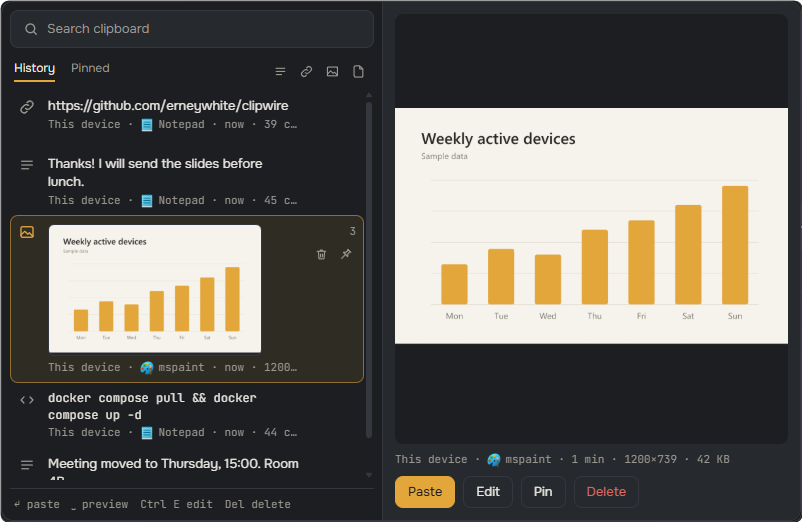 Search clipboard
History Pinned
https://github.com/erneywhite/clipwire
This device · Notepad · now · 39 c…
Thanks! I will send the slides before
lunch.
This device · Notepad · now · 45 c…
3
Weekly active devices
Sample data
Mon Tue Wed Thu Fri Sat Sun
This device · mspaint · now · 1200…
docker compose pull && docker
compose up -d
This device · Notepad · now · 44 c…
Meeting moved to Thursday, 15:00. Room
↵ paste ⎵ preview Ctrl E edit Del delete
Weekly active devices
Sample data
Mon Tue Wed Thu Fri Sat Sun
This device · mspaint · 1 min · 1200×739 · 42 KB
Paste Edit Pin Delete